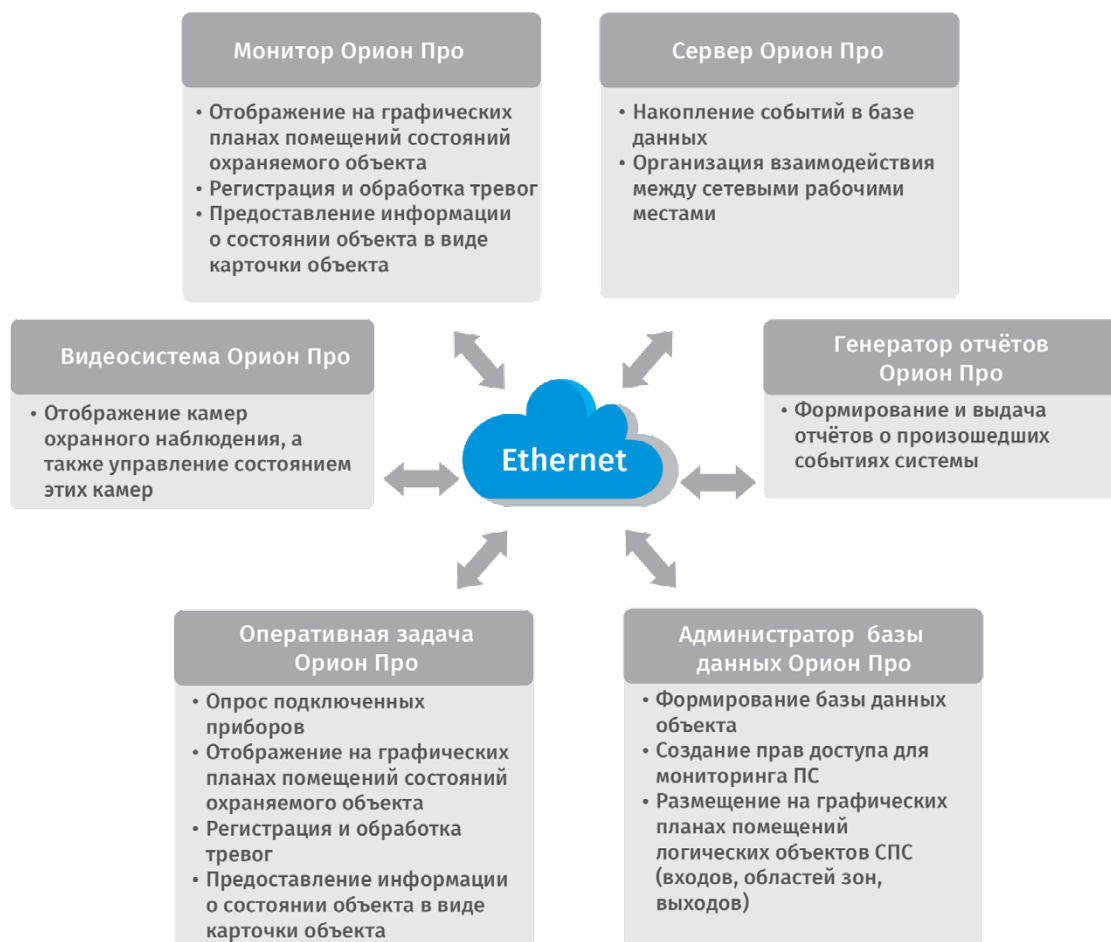 Монитор Орион Про
• Отображение на графических
планах помещений состояний
охраняемого объекта
• Регистрация и обработка тревог
• Предоставление информации
о состоянии объекта в виде
карточки объекта
Сервер Орион Про
• Накопление событий в базе
данных
• Организация взаимодействия
между сетевыми рабочими
местами
Видеосистема Орион Про
• Отображение камер
охранного наблюдения, а
также управление состоянием
этих камер
Ethernet
Генератор отчётов
Орион Про
• Формирование и выдача
отчётов о произошедших
событиях системы
Оперативная задача
Орион Про
• Опрос подключенных
приборов
• Отображение на графических
планах помещений состояний
охраняемого объекта
• Регистрация и обработка
тревог
• Предоставление информации
о состоянии объекта в виде
карточки объекта
Администратор базы
данных Орион Про
• Формирование базы данных
объекта
• Создание прав доступа для
мониторинга ПС
• Размещение на графических
планах помещений
логических объектов СПС
(входов, областей зон,
выходов)